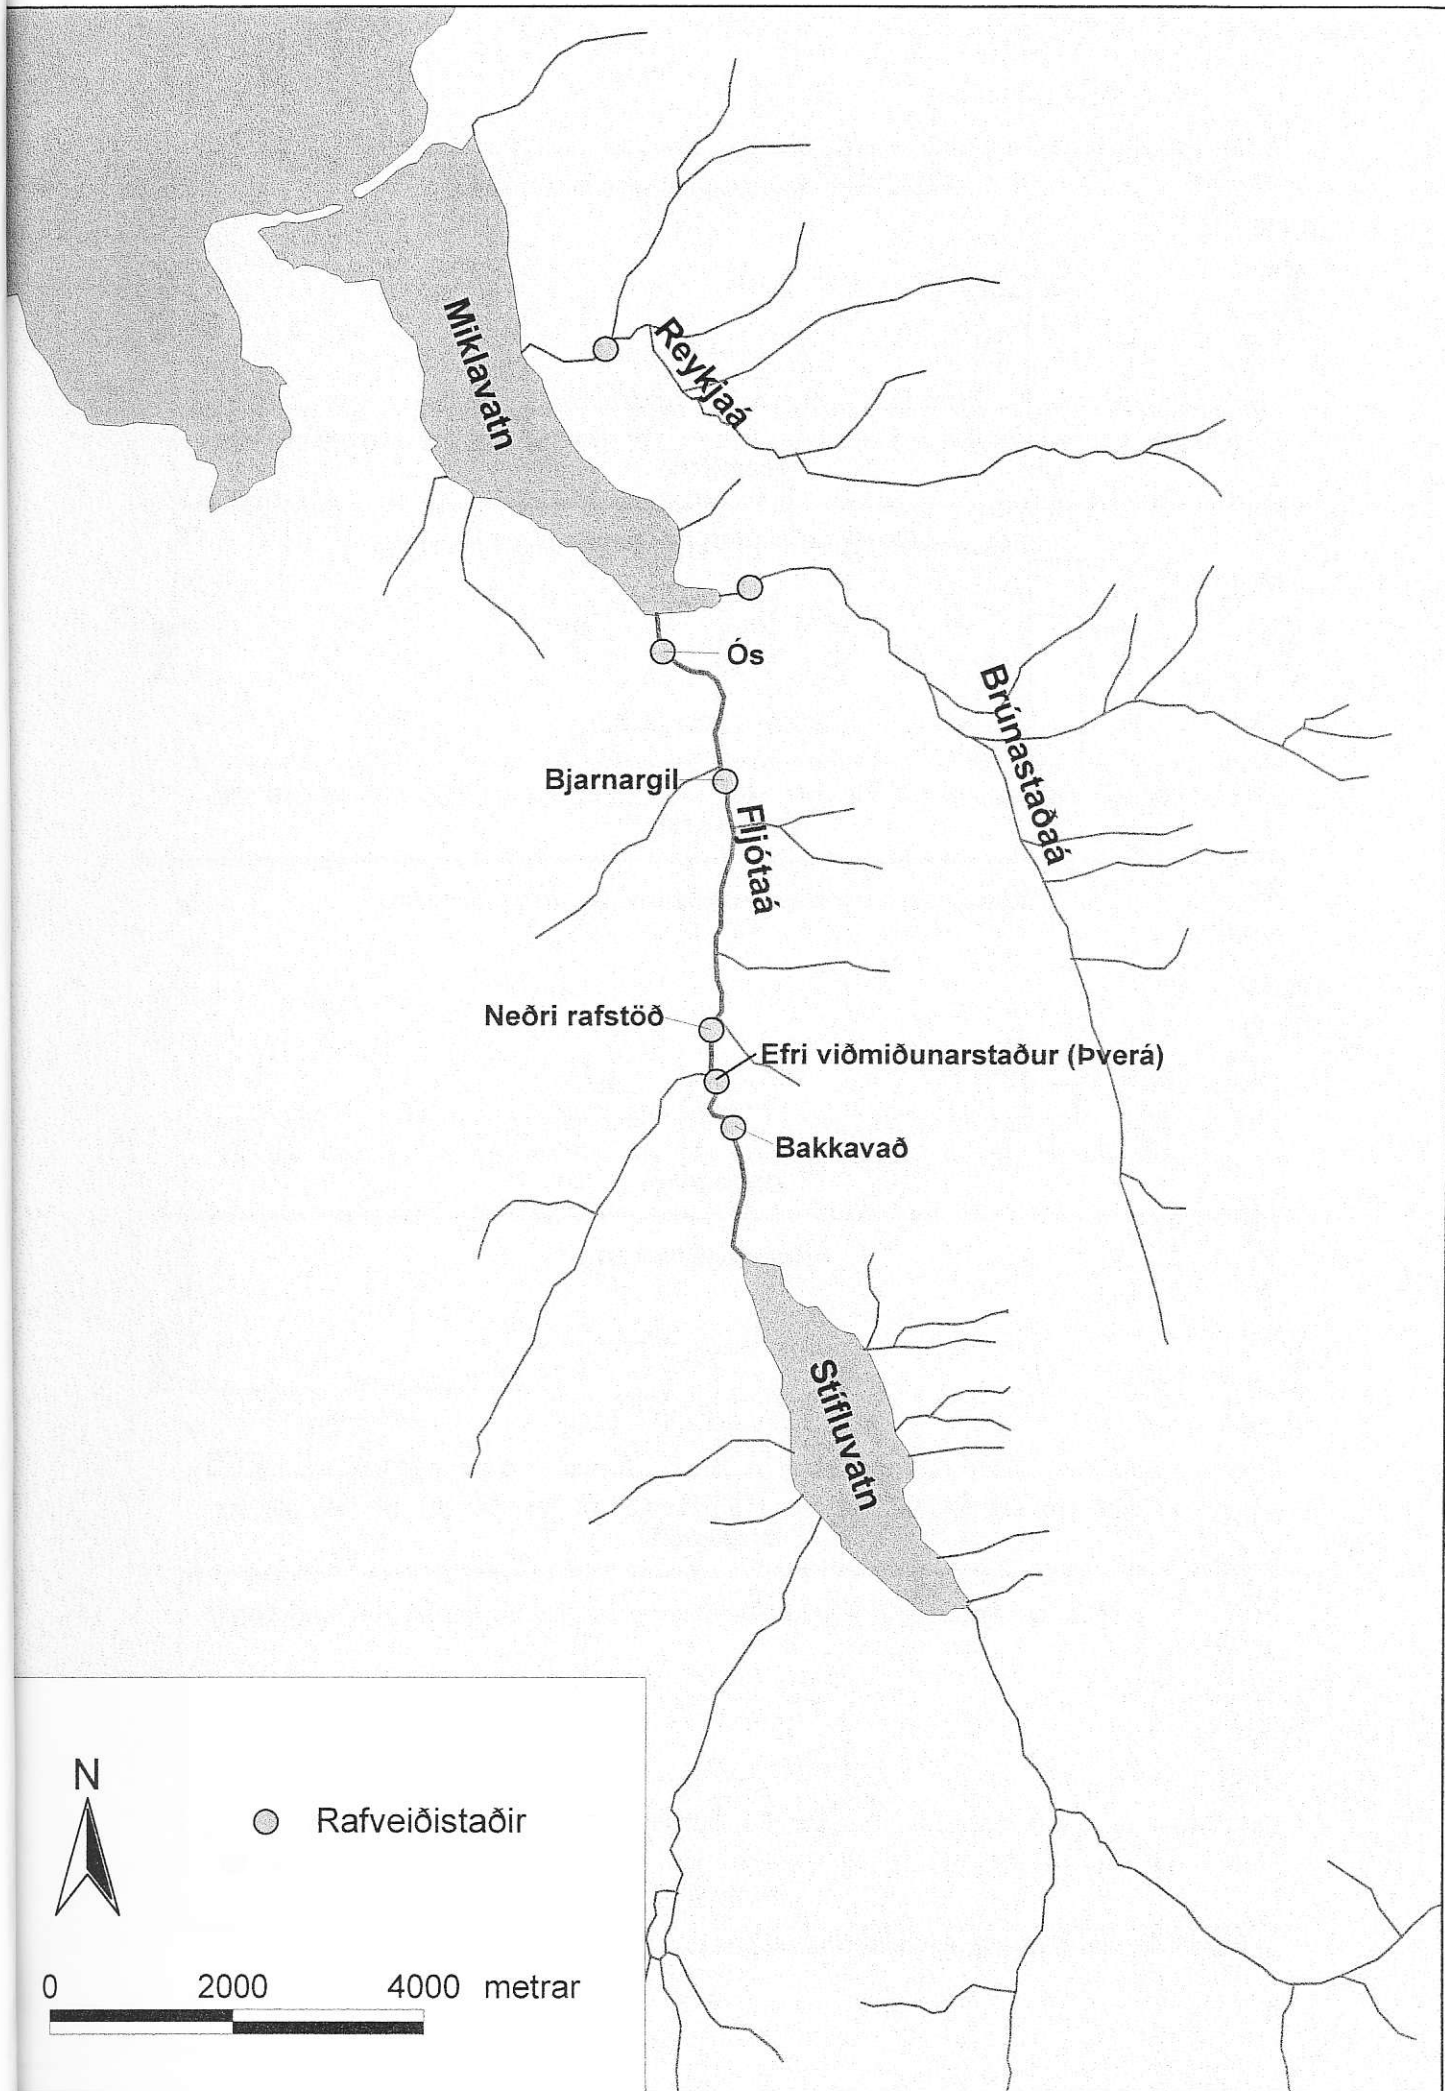 Miklavatn
Reykjaá
Ós
Brúnastaðaá
Bjarnargil
Fljótaá
Neðri rafstöð
Efri viðmiðunarstaður (Þverá)
Bakkavað
Stífluvatn
N
Rafveiðistaðir
0 2000 4000 metrar